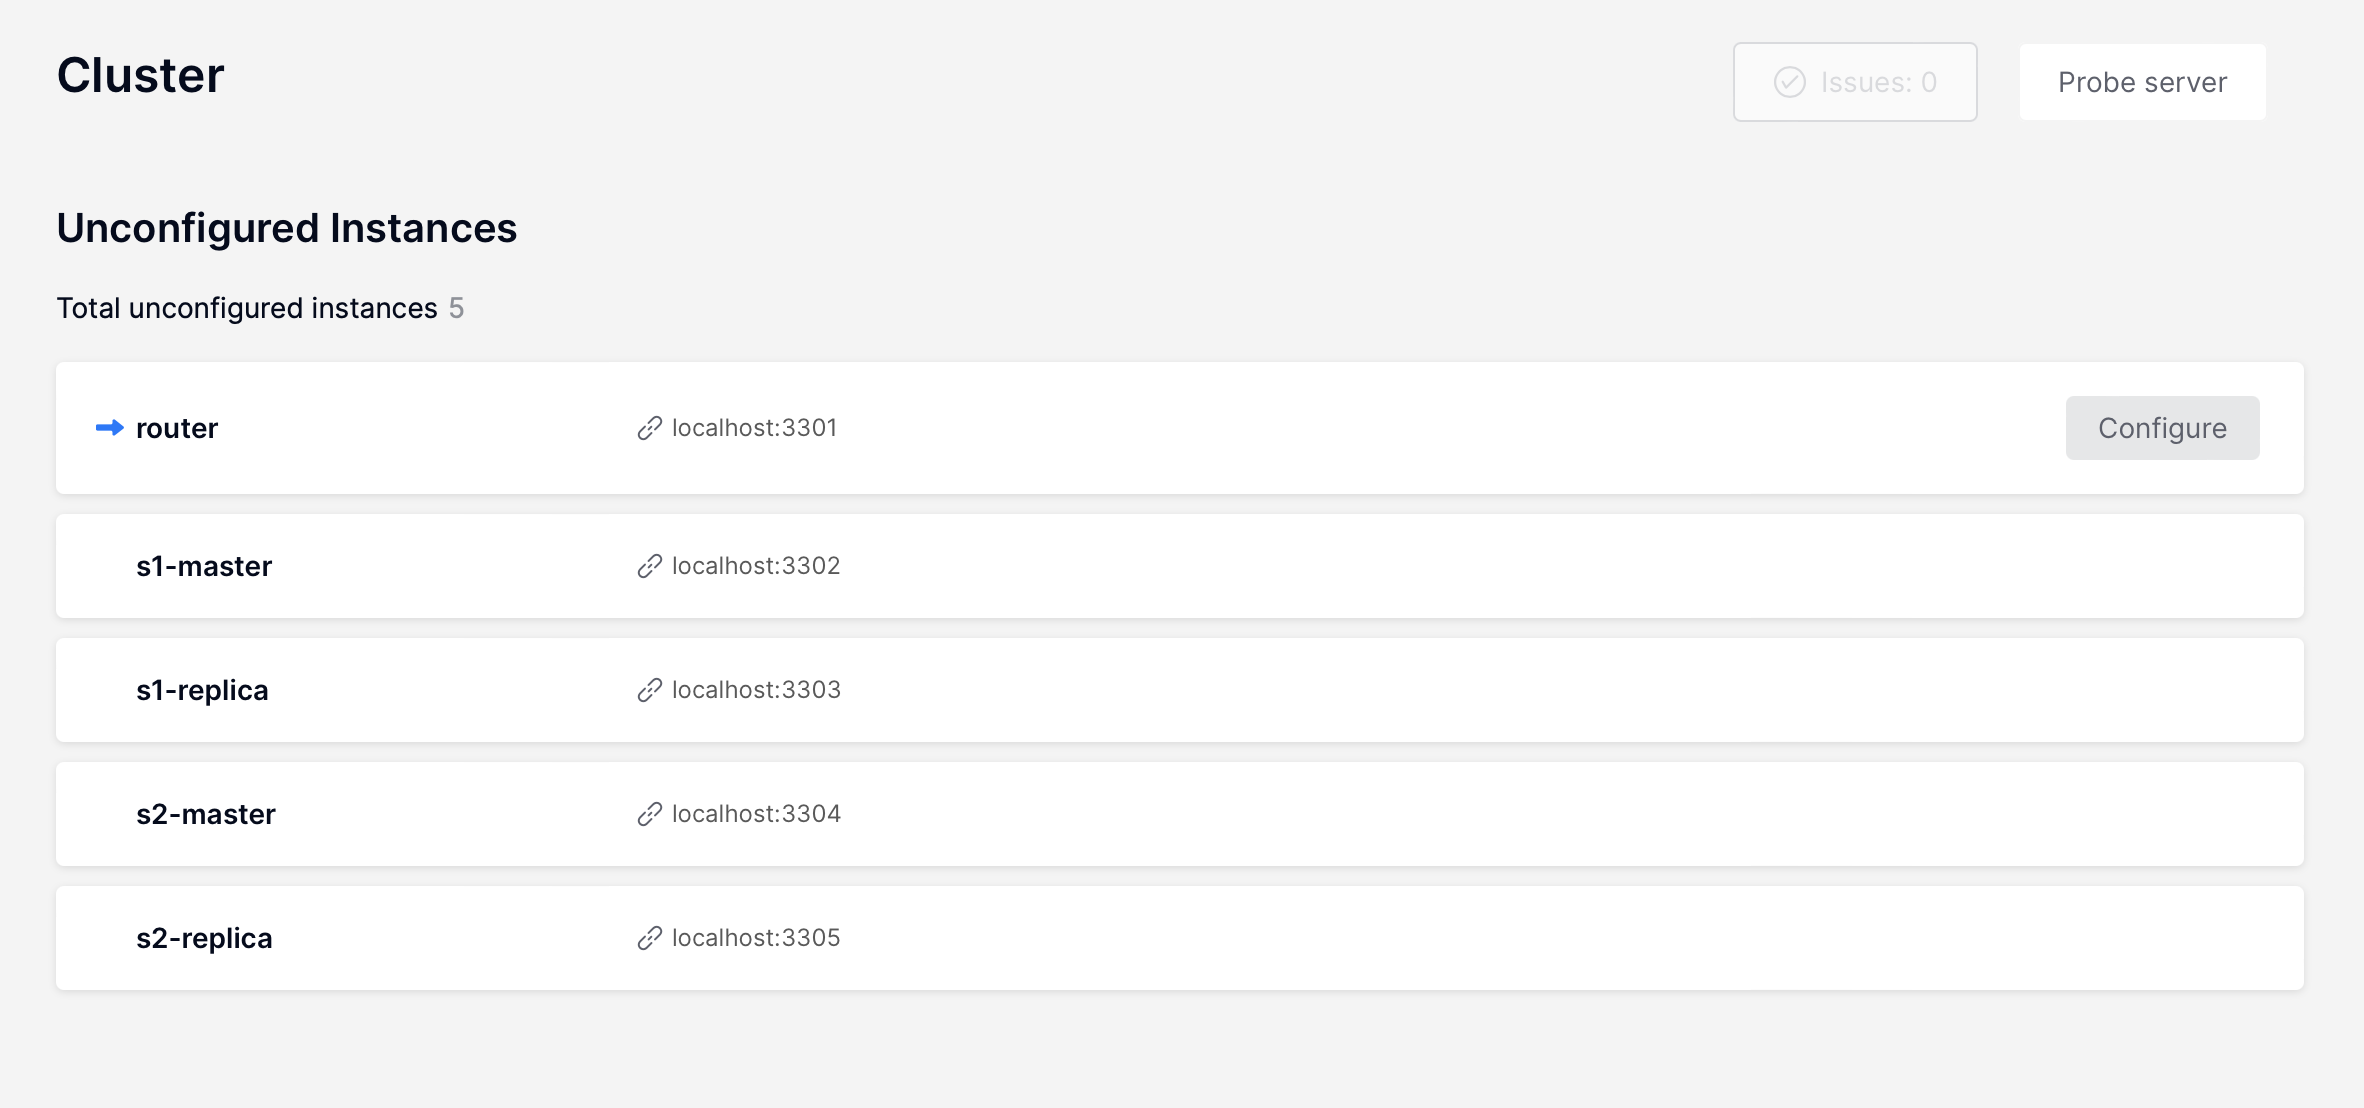 Cluster
Issues: 0
Probe server
Unconfigured Instances
Total unconfigured instances 5
router localhost:3301 Configure
s1-master localhost:3302
s1-replica localhost:3303
s2-master localhost:3304
s2-replica localhost:3305